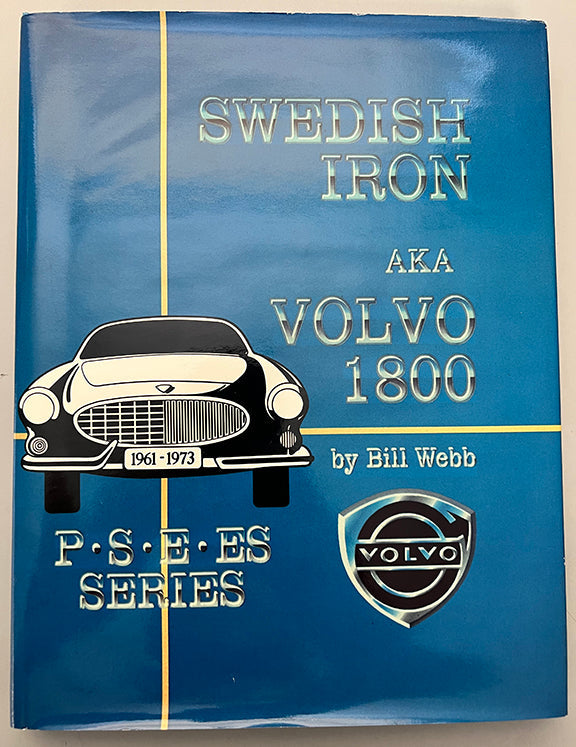 SWEDISH
IRON
AKA
VOLVO
1800
by Bill Webb
1961-1973
P·S·E·ES
SERIES
VOLVO